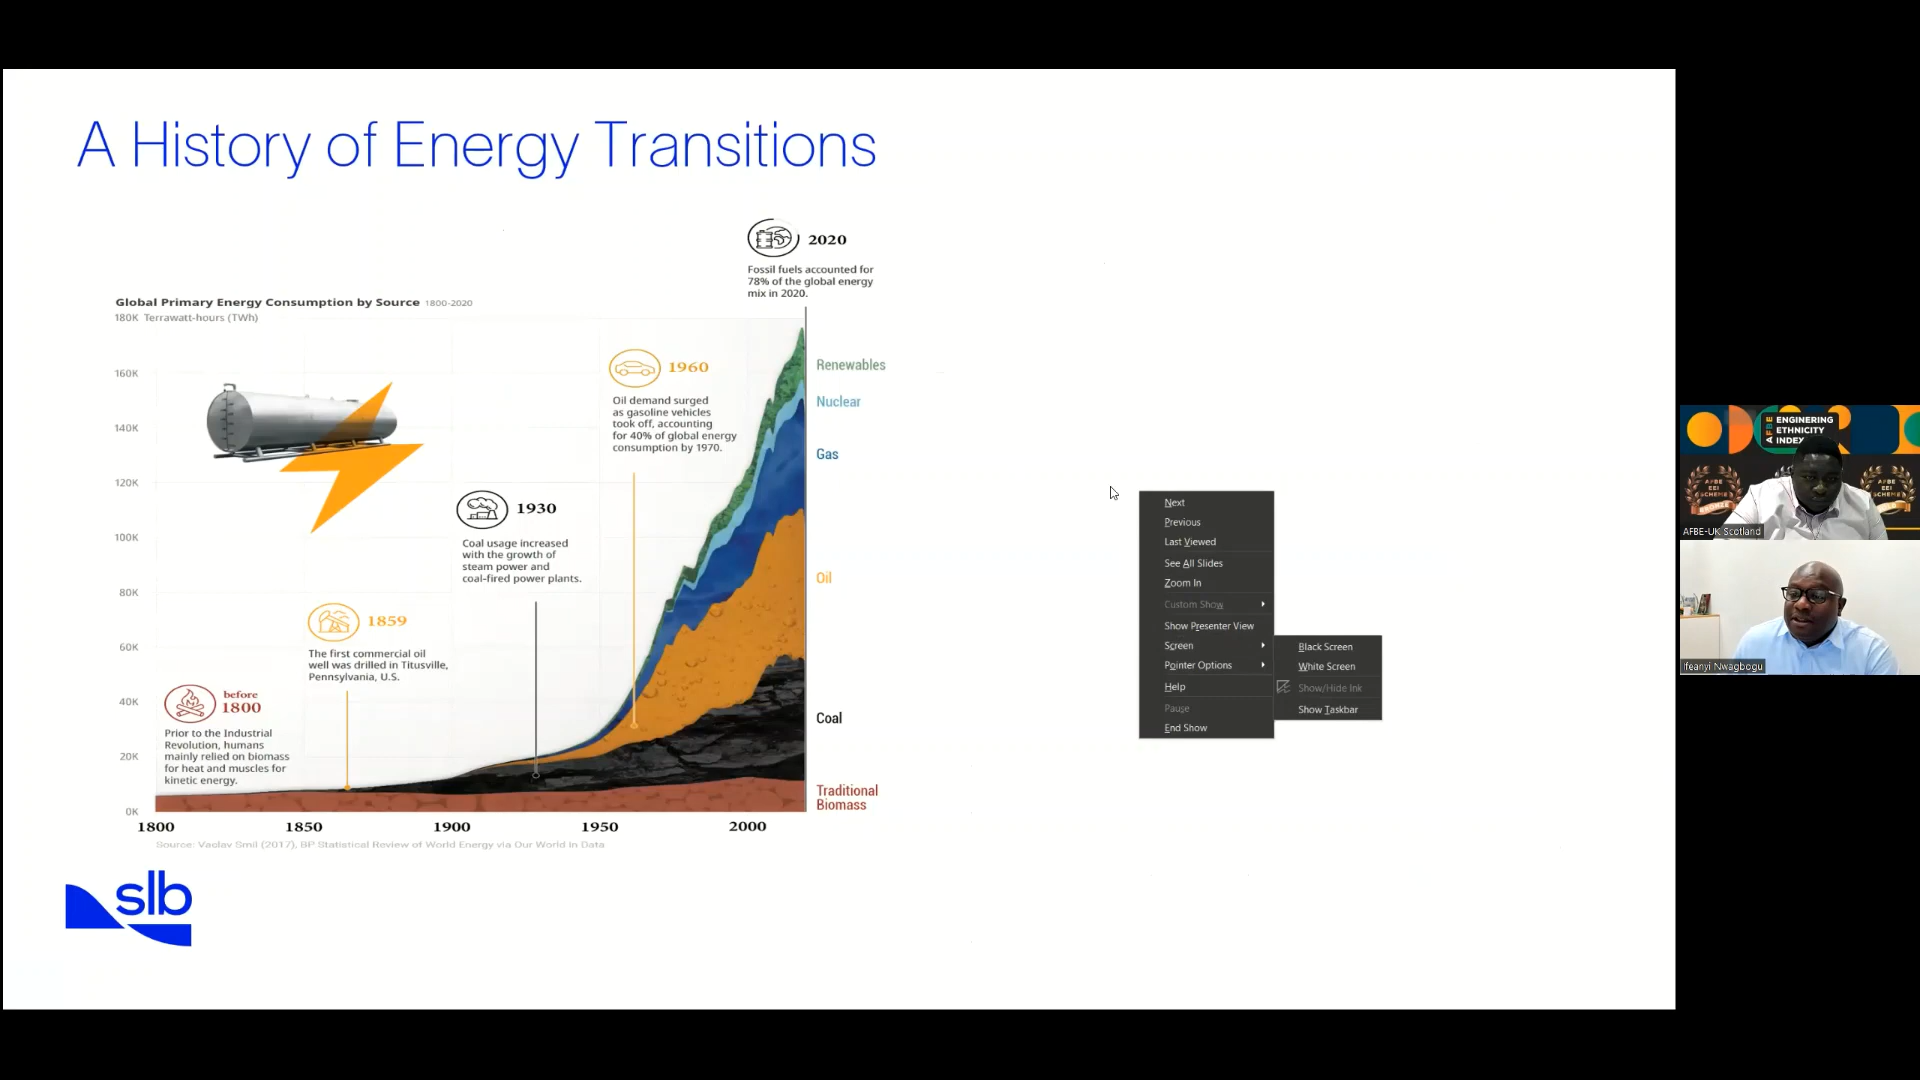 A History of Energy Transitions
2020
Fossil fuels accounted for
78% of the global energy
mix in 2020.
Global Primary Energy Consumption by Source 1800-2020
180K Terrawatt-hours (TWh)
160K
140K
120K
100K
80K
60K
40K
20K
0K
1960
Oil demand surged
as gasoline vehicles
took off, accounting
for 40% of global energy
consumption by 1970.
1930
Coal usage increased
with the growth of
steam power and
coal-fired power plants.
1859
The first commercial oil
well was drilled in Titusville,
Pennsylvania, U.S.
before
1800
Prior to the Industrial
Revolution, humans
mainly relied on biomass
for heat and muscles for
kinetic energy.
Renewables
Nuclear
Gas
Oil
Coal
Traditional
Biomass
1800 1850 1900 1950 2000
Source: Vaclav Smil (2017), BP Statistical Review of World Energy via Our World in Data
slb
Next
Previous
Last Viewed
See All Slides
Zoom In
Custom Show
Show Presenter View
Screen
Pointer Options
Help
Pause
End Show
Black Screen
White Screen
Show/Hide Ink
Show Taskbar
AFBE
ENGINEERING
ETHNICITY
INDEX
AFBE
EEI
SCHEME
BRONZE
AFBE-UK Scotland
Ifeanyi Nwagbogu